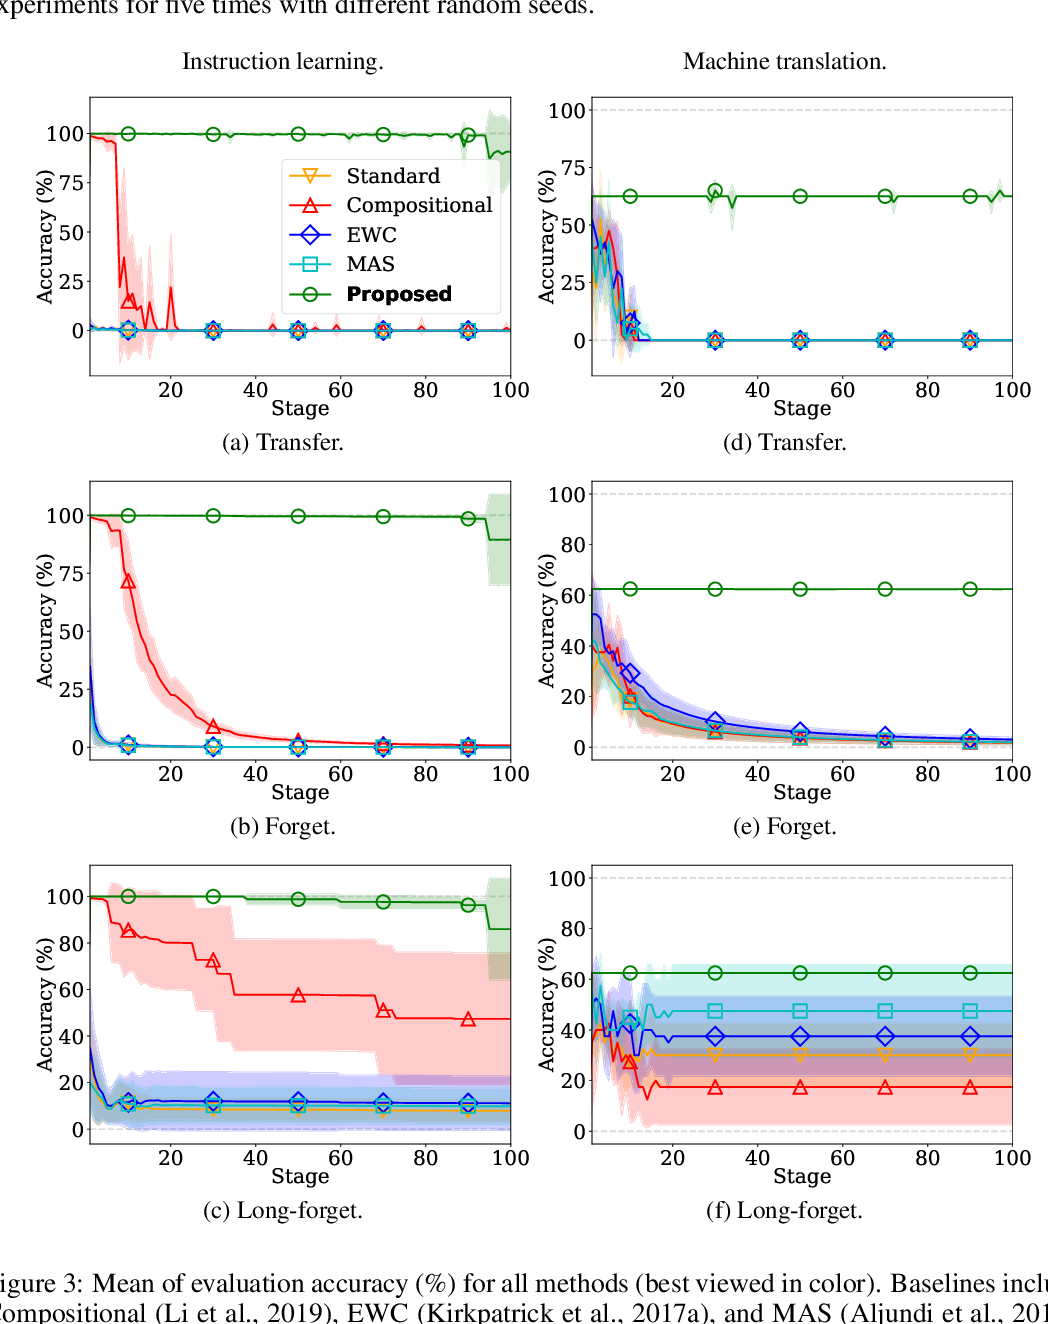 xperiments for five times with different random seeds.
Instruction learning.
Machine translation.
Accuracy (%)
100
75
50
25
0
20
40
60
80
100
Stage
Standard
Compositional
EWC
MAS
Proposed
(a) Transfer.
Accuracy (%)
100
75
50
25
0
20
40
60
80
100
Stage
(d) Transfer.
Accuracy (%)
100
75
50
25
0
20
40
60
80
100
Stage
(b) Forget.
Accuracy (%)
100
80
60
40
20
0
20
40
60
80
100
Stage
(e) Forget.
Accuracy (%)
100
80
60
40
20
0
20
40
60
80
100
Stage
(c) Long-forget.
Accuracy (%)
100
80
60
40
20
0
20
40
60
80
100
Stage
(f) Long-forget.
igure 3: Mean of evaluation accuracy (%) for all methods (best viewed in color). Baselines inclu
Compositional (Li et al., 2019), EWC (Kirkpatrick et al., 2017a), and MAS (Aljundi et al., 201